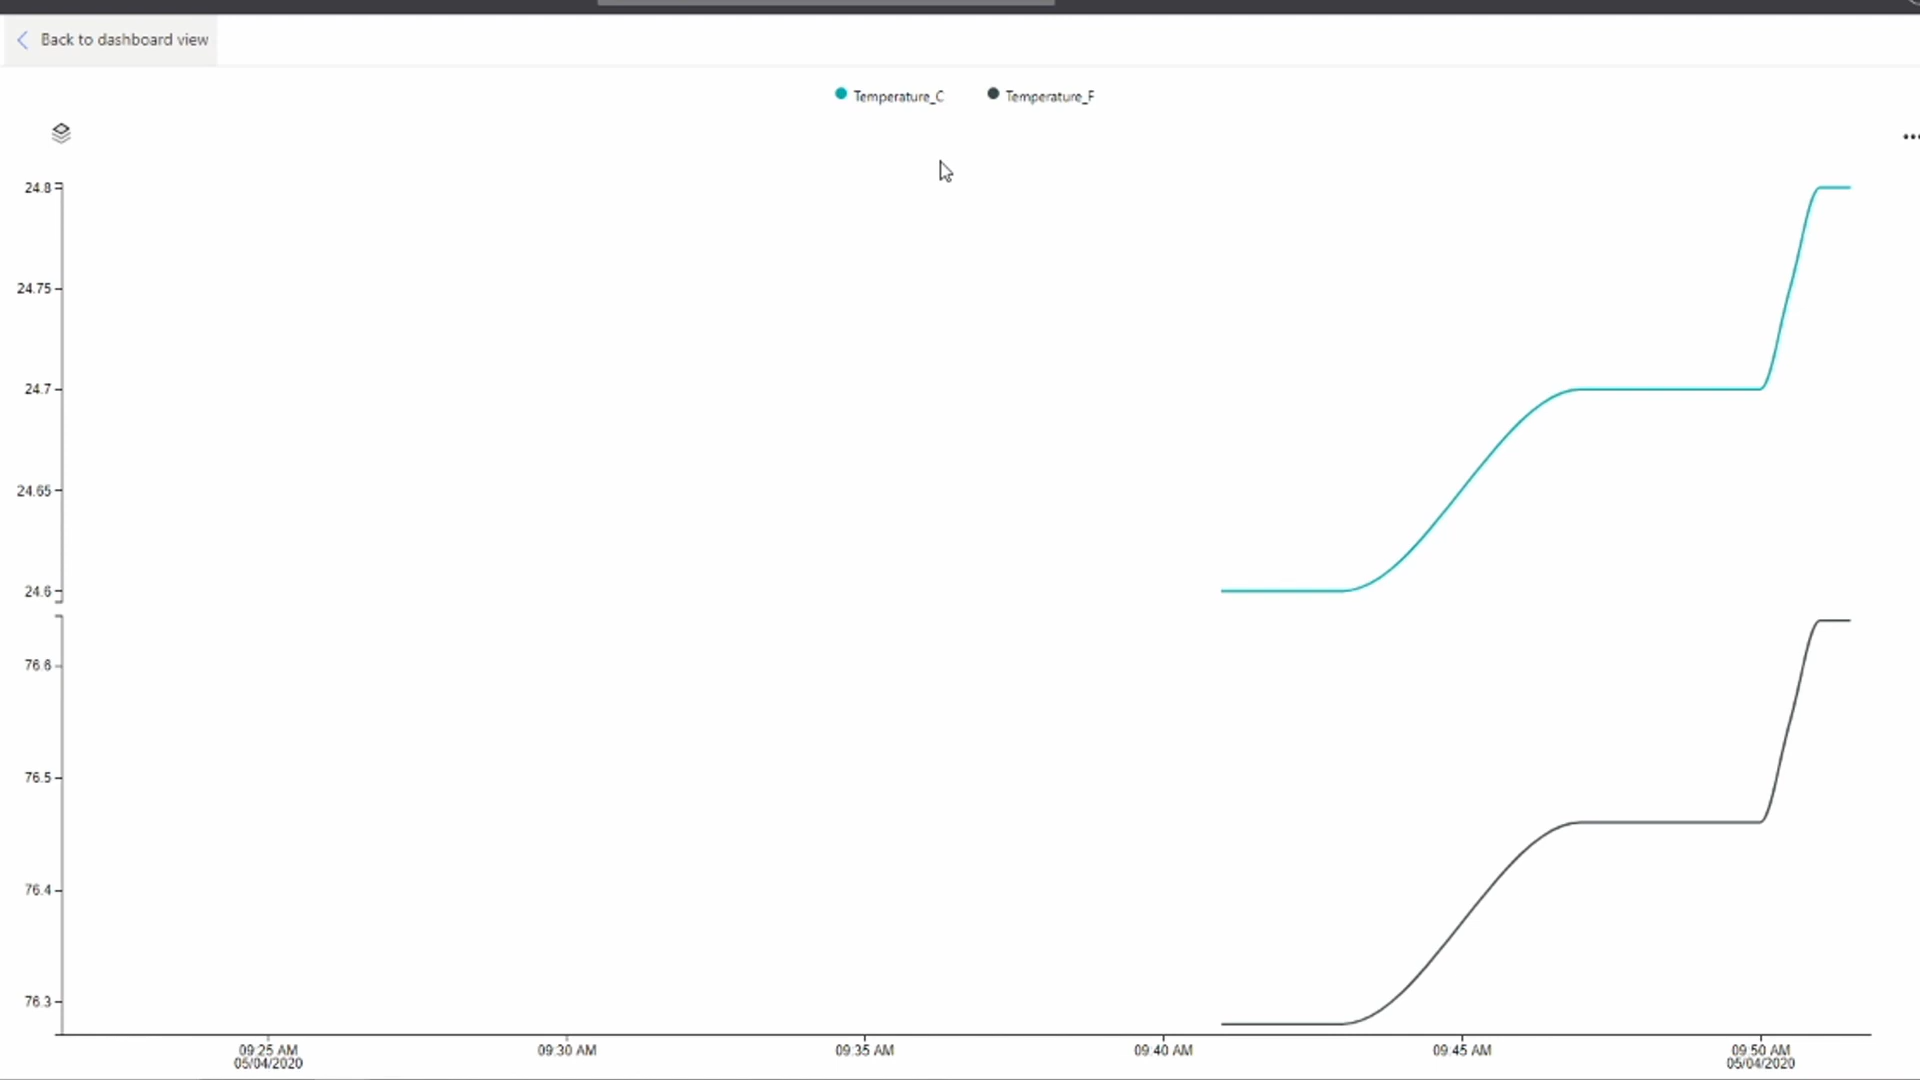 Back to dashboard view
Temperature_C
Temperature_F
24.8
24.75
24.7
24.65
24.6
76.6
76.5
76.4
76.3
09:25 AM
05/04/2020
09:30 AM
09:35 AM
09:40 AM
09:45 AM
09:50 AM
05/04/2020